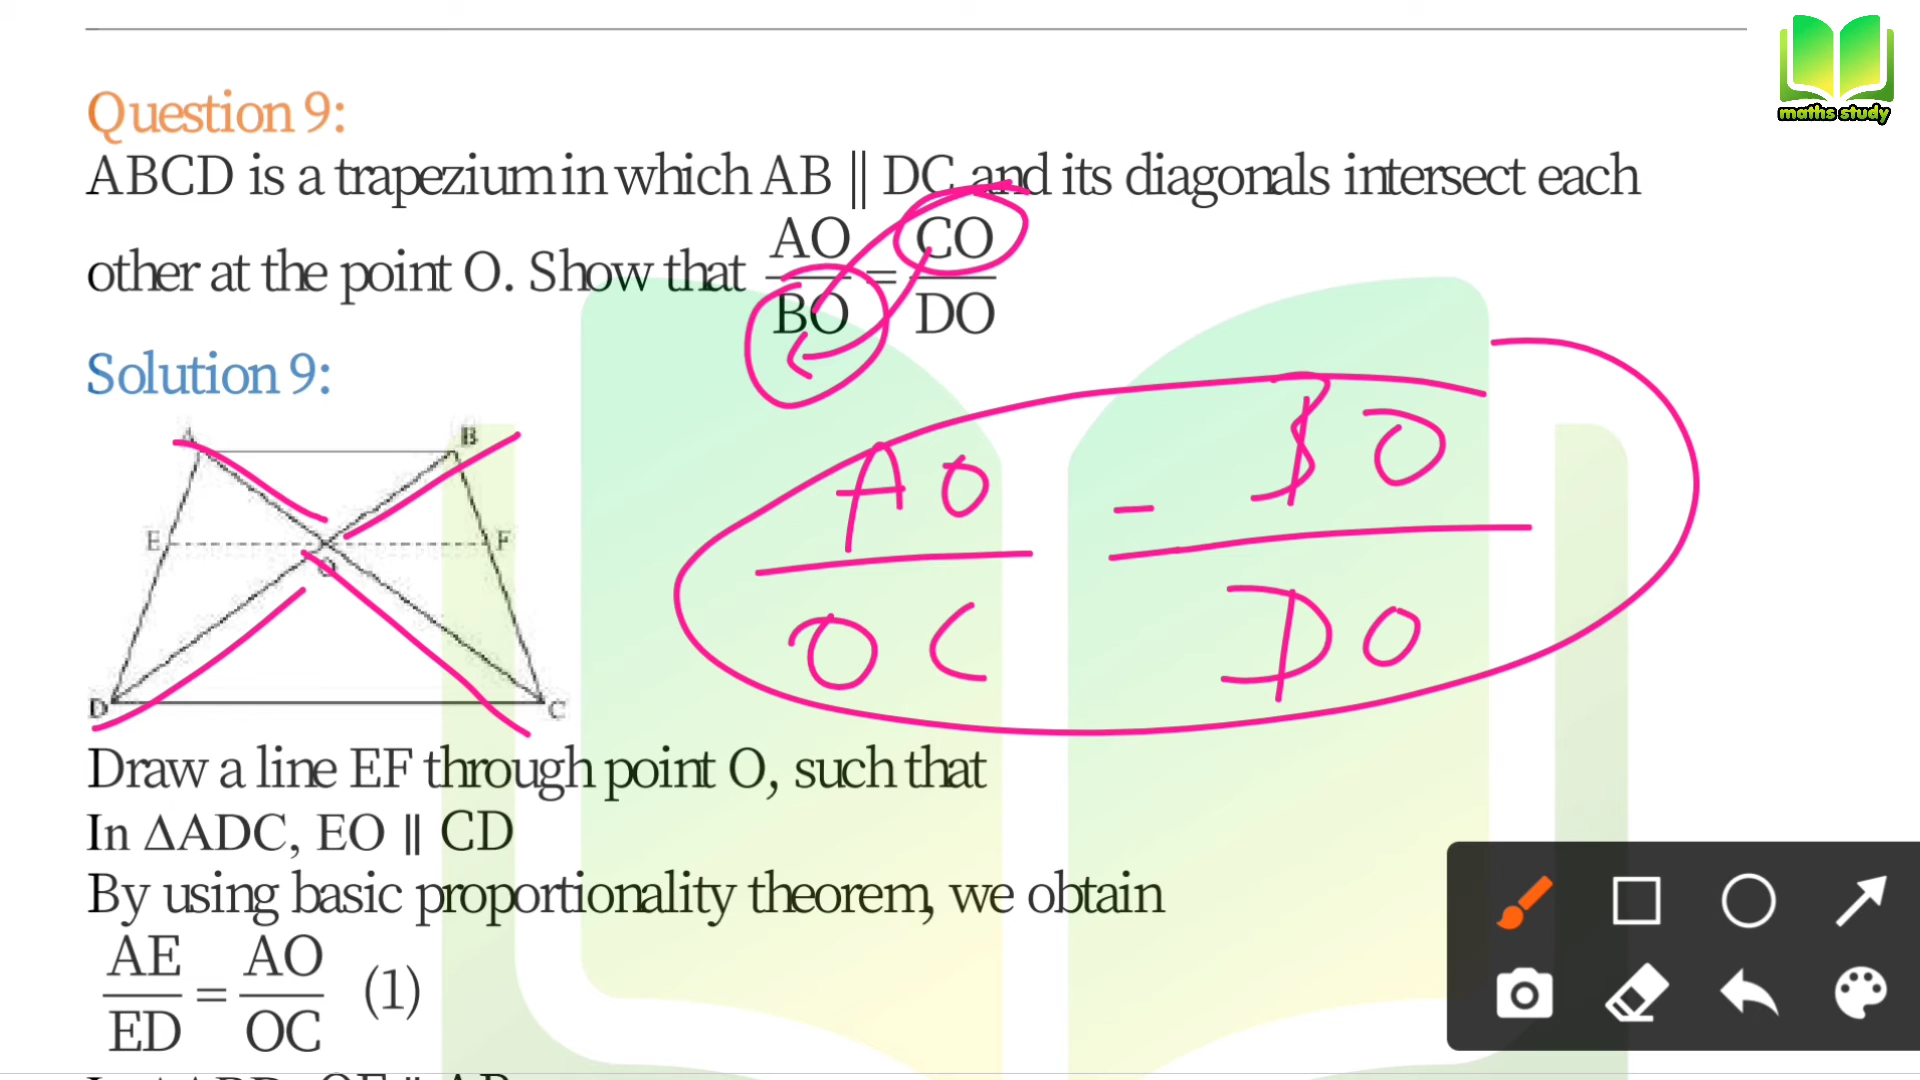 maths study
Question 9:
ABCD is a trapezium in which AB || DC and its diagonals intersect each
other at the point O. Show that AO/BO = CO/DO
Solution 9:
A B
E F
O
D C
AO/OC = BO/DO
Draw a line EF through point O, such that
In ΔADC, EO || CD
By using basic proportionality theorem, we obtain
AE/ED = AO/OC (1)